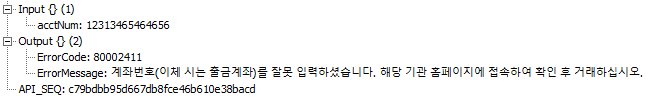 Input {} (1)
acctNum: 12313465464656
Output {} (2)
ErrorCode: 80002411
ErrorMessage: 계좌번호(이체 시는 출금계좌)를 잘못 입력하셨습니다. 해당 기관 홈페이지에 접속하여 확인 후 거래하십시오.
API_SEQ: c79bdbb95d667db8fce46b610e38bacd